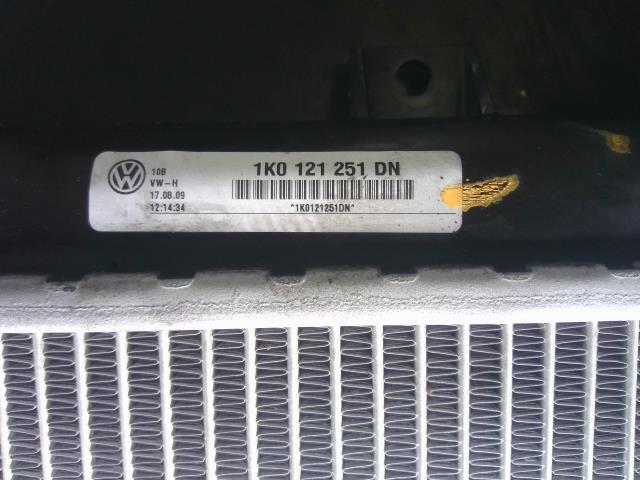 1K0 121 251 DN
10B
VW-H
17.08.09
12:14:34
*1K0121251DN*